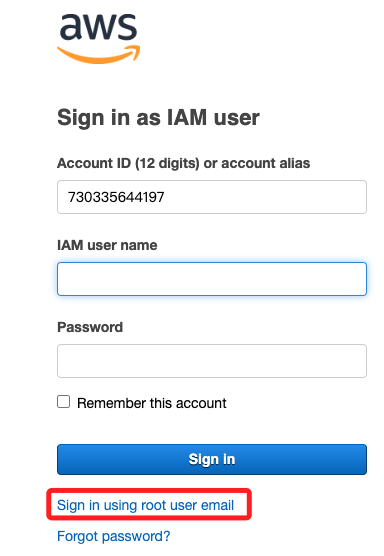 aws
Sign in as IAM user
Account ID (12 digits) or account alias
730335644197
IAM user name
Password
Remember this account
Sign in
Sign in using root user email
Forgot password?